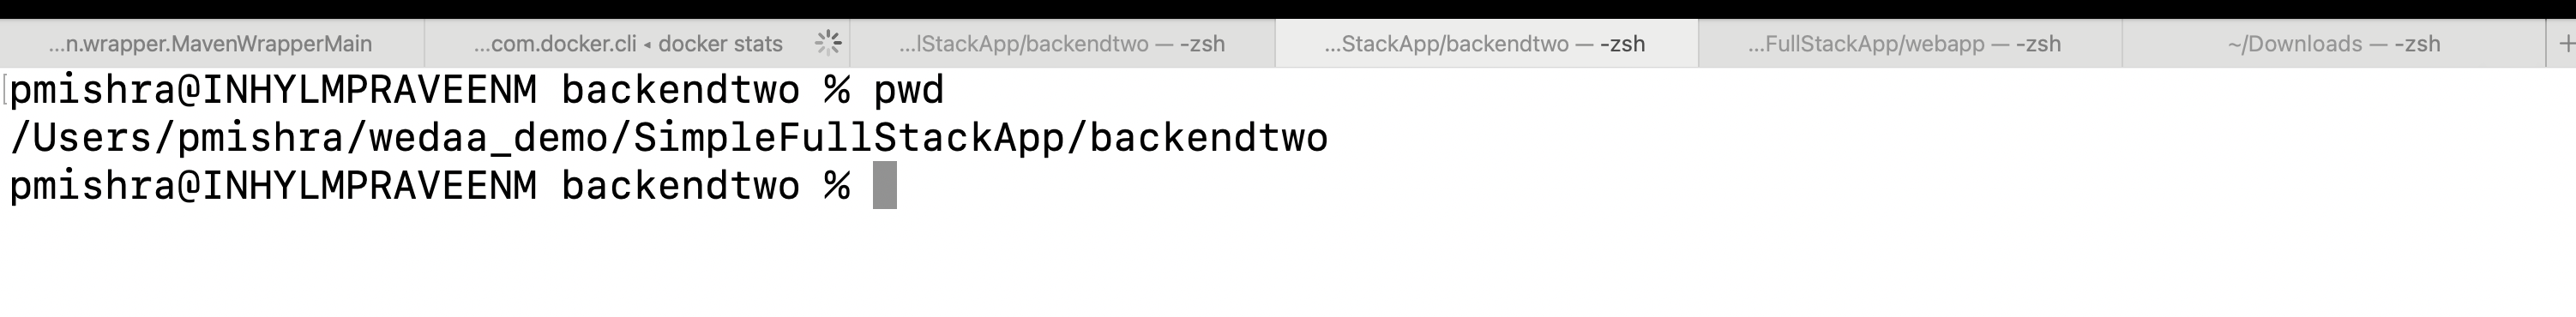 ...n.wrapper.MavenWrapperMain
...com.docker.cli ◂ docker stats
...lStackApp/backendtwo — -zsh
...StackApp/backendtwo — -zsh
...FullStackApp/webapp — -zsh
~/Downloads — -zsh
+
[pmishra@INHYLMPRAVEENM backendtwo % pwd
/Users/pmishra/wedaa_demo/SimpleFullStackApp/backendtwo
pmishra@INHYLMPRAVEENM backendtwo %